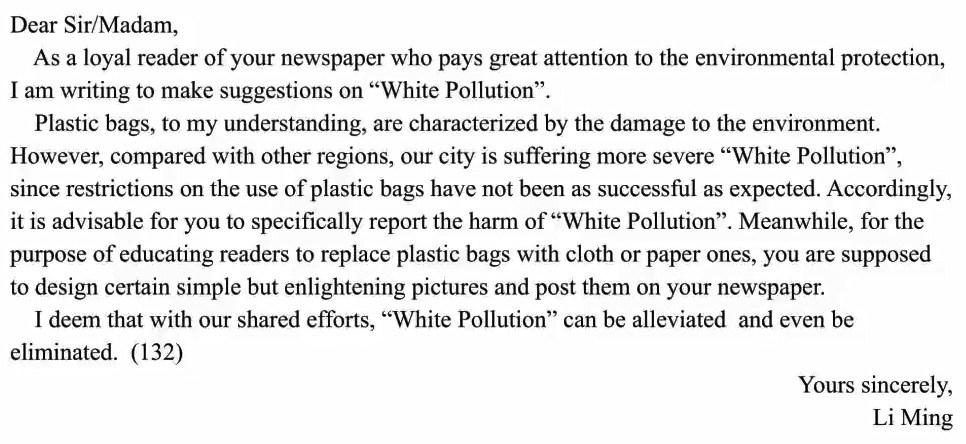 Dear Sir/Madam,
As a loyal reader of your newspaper who pays great attention to the environmental protection,
I am writing to make suggestions on “White Pollution”.
Plastic bags, to my understanding, are characterized by the damage to the environment.
However, compared with other regions, our city is suffering more severe “White Pollution”,
since restrictions on the use of plastic bags have not been as successful as expected. Accordingly,
it is advisable for you to specifically report the harm of “White Pollution”. Meanwhile, for the
purpose of educating readers to replace plastic bags with cloth or paper ones, you are supposed
to design certain simple but enlightening pictures and post them on your newspaper.
I deem that with our shared efforts, “White Pollution” can be alleviated and even be
eliminated. (132)
Yours sincerely,
Li Ming